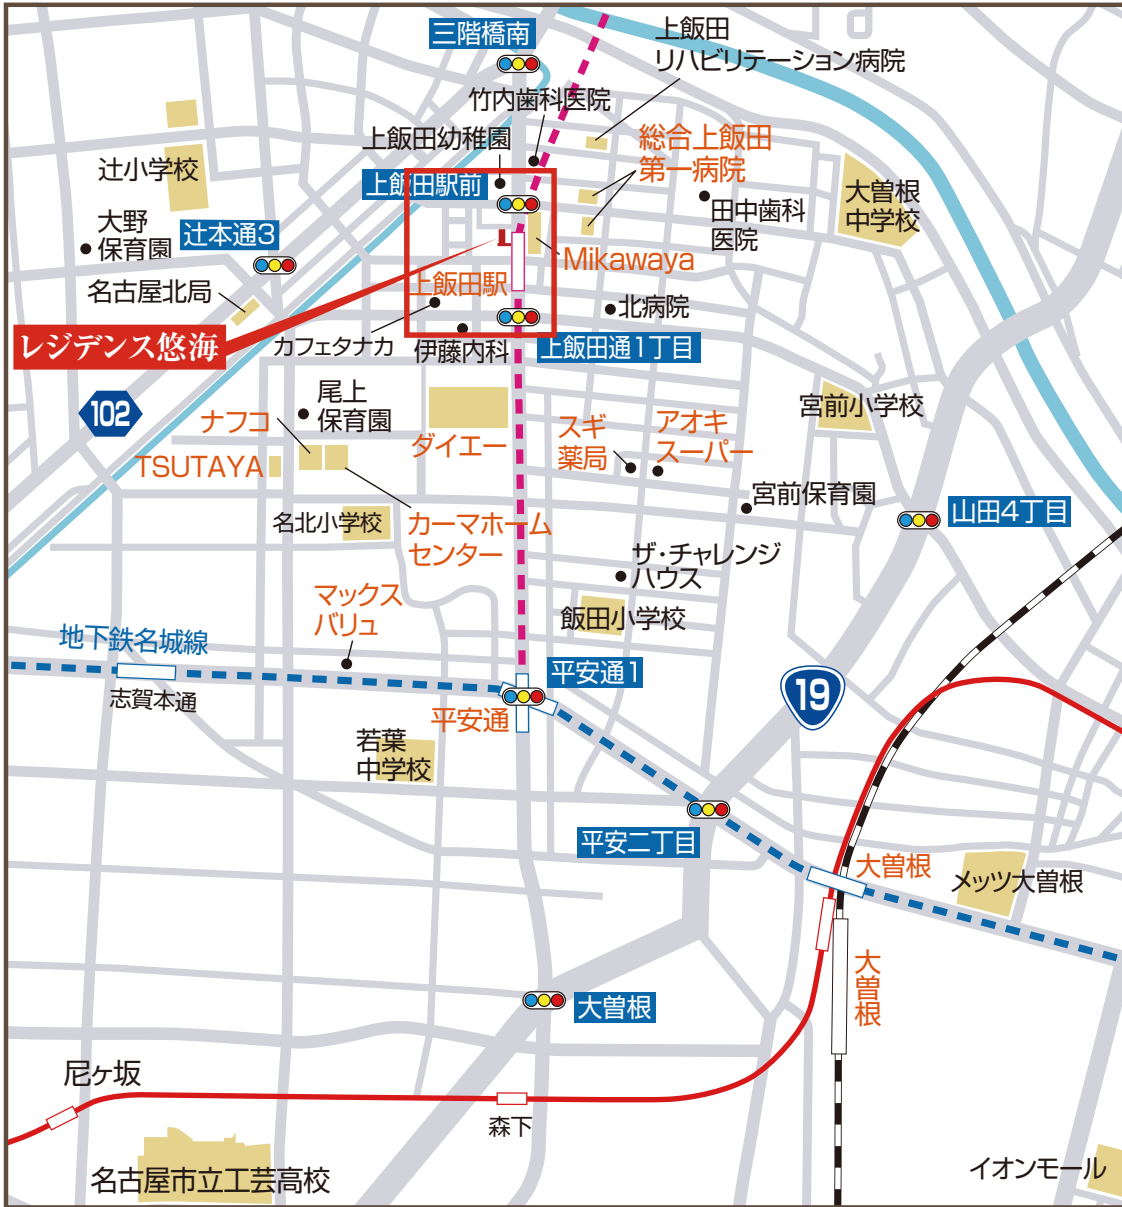 三階橋南
上飯田
リハビリテーション病院
竹内歯科医院
上飯田幼稚園
総合上飯田
第一病院
辻小学校
上飯田駅前
大曽根
中学校
田中歯科
医院
大野
保育園
辻本通3
Mikawaya
名古屋北局
上飯田駅
北病院
レジデンス悠海
カフェタナカ
伊藤内科
上飯田通1丁目
102
尾上
保育園
宮前小学校
ナフコ
ダイエー
スギ
薬局
アオキ
スーパー
TSUTAYA
宮前保育園
名北小学校
カーマホーム
センター
山田4丁目
ザ・チャレンジ
ハウス
マックス
バリュ
飯田小学校
地下鉄名城線
平安通1
志賀本通
平安通
19
若葉
中学校
平安二丁目
大曽根
メッツ大曽根
大曽根
大曽根
尼ヶ坂
森下
名古屋市立工芸高校
イオンモール